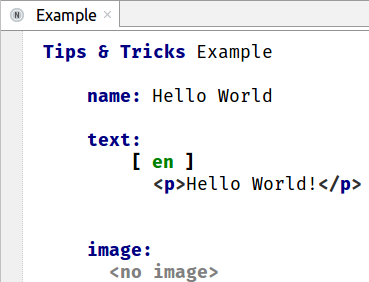 N Example ×
Tips & Tricks Example
name: Hello World
text:
[ en ]
<p>Hello World!</p>
image:
<no image>